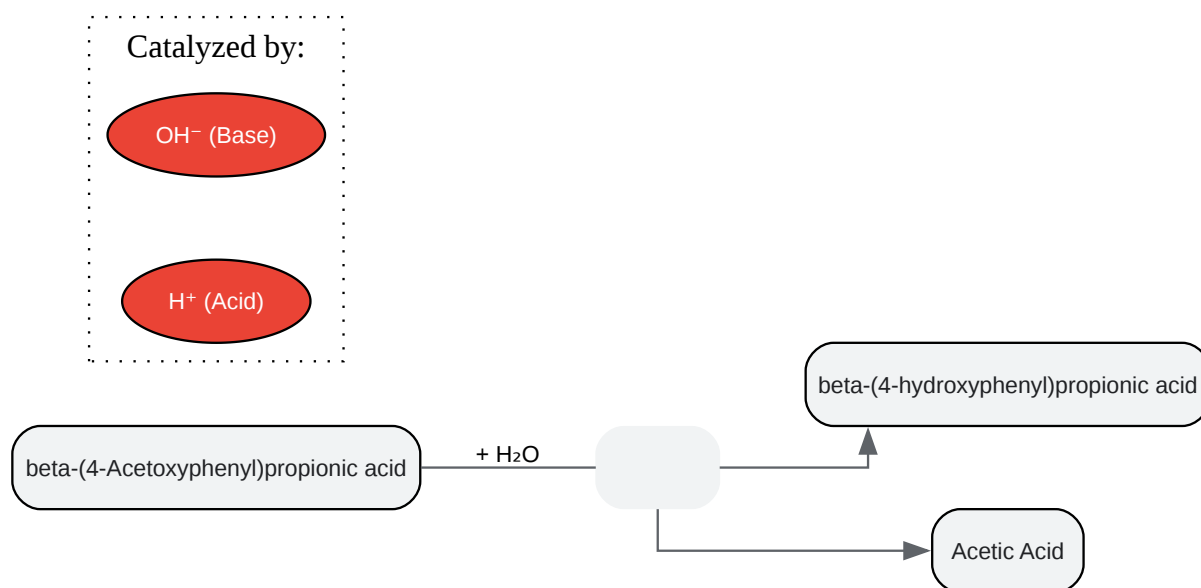 Catalyzed by:
OH⁻ (Base)
H⁺ (Acid)
beta-(4-Acetoxyphenyl)propionic acid
+ H₂O
beta-(4-hydroxyphenyl)propionic acid
Acetic Acid